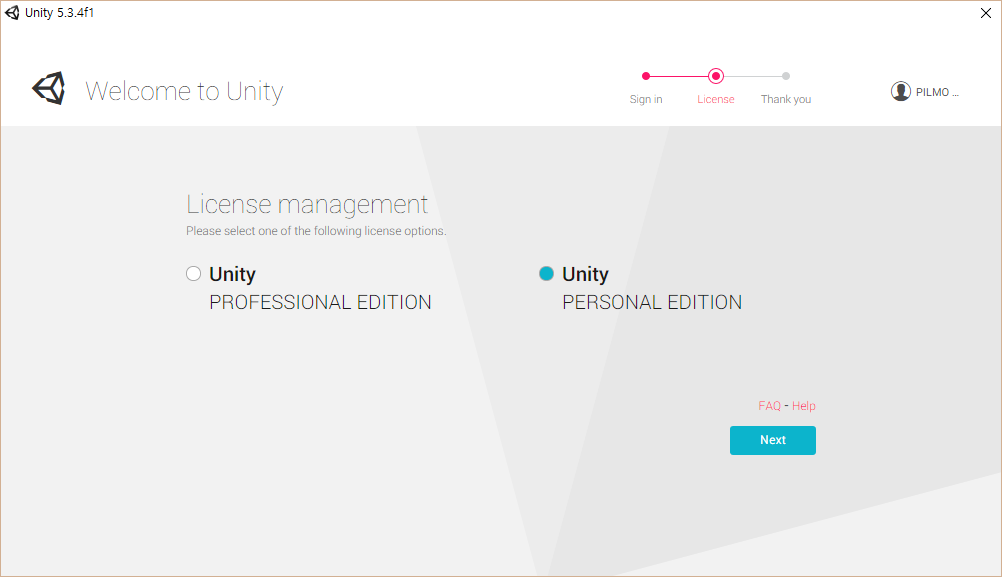 Unity 5.3.4f1
Welcome to Unity
Sign in
License
Thank you
PILMO ...
License management
Please select one of the following license options.
Unity
PROFESSIONAL EDITION
Unity
PERSONAL EDITION
FAQ - Help
Next